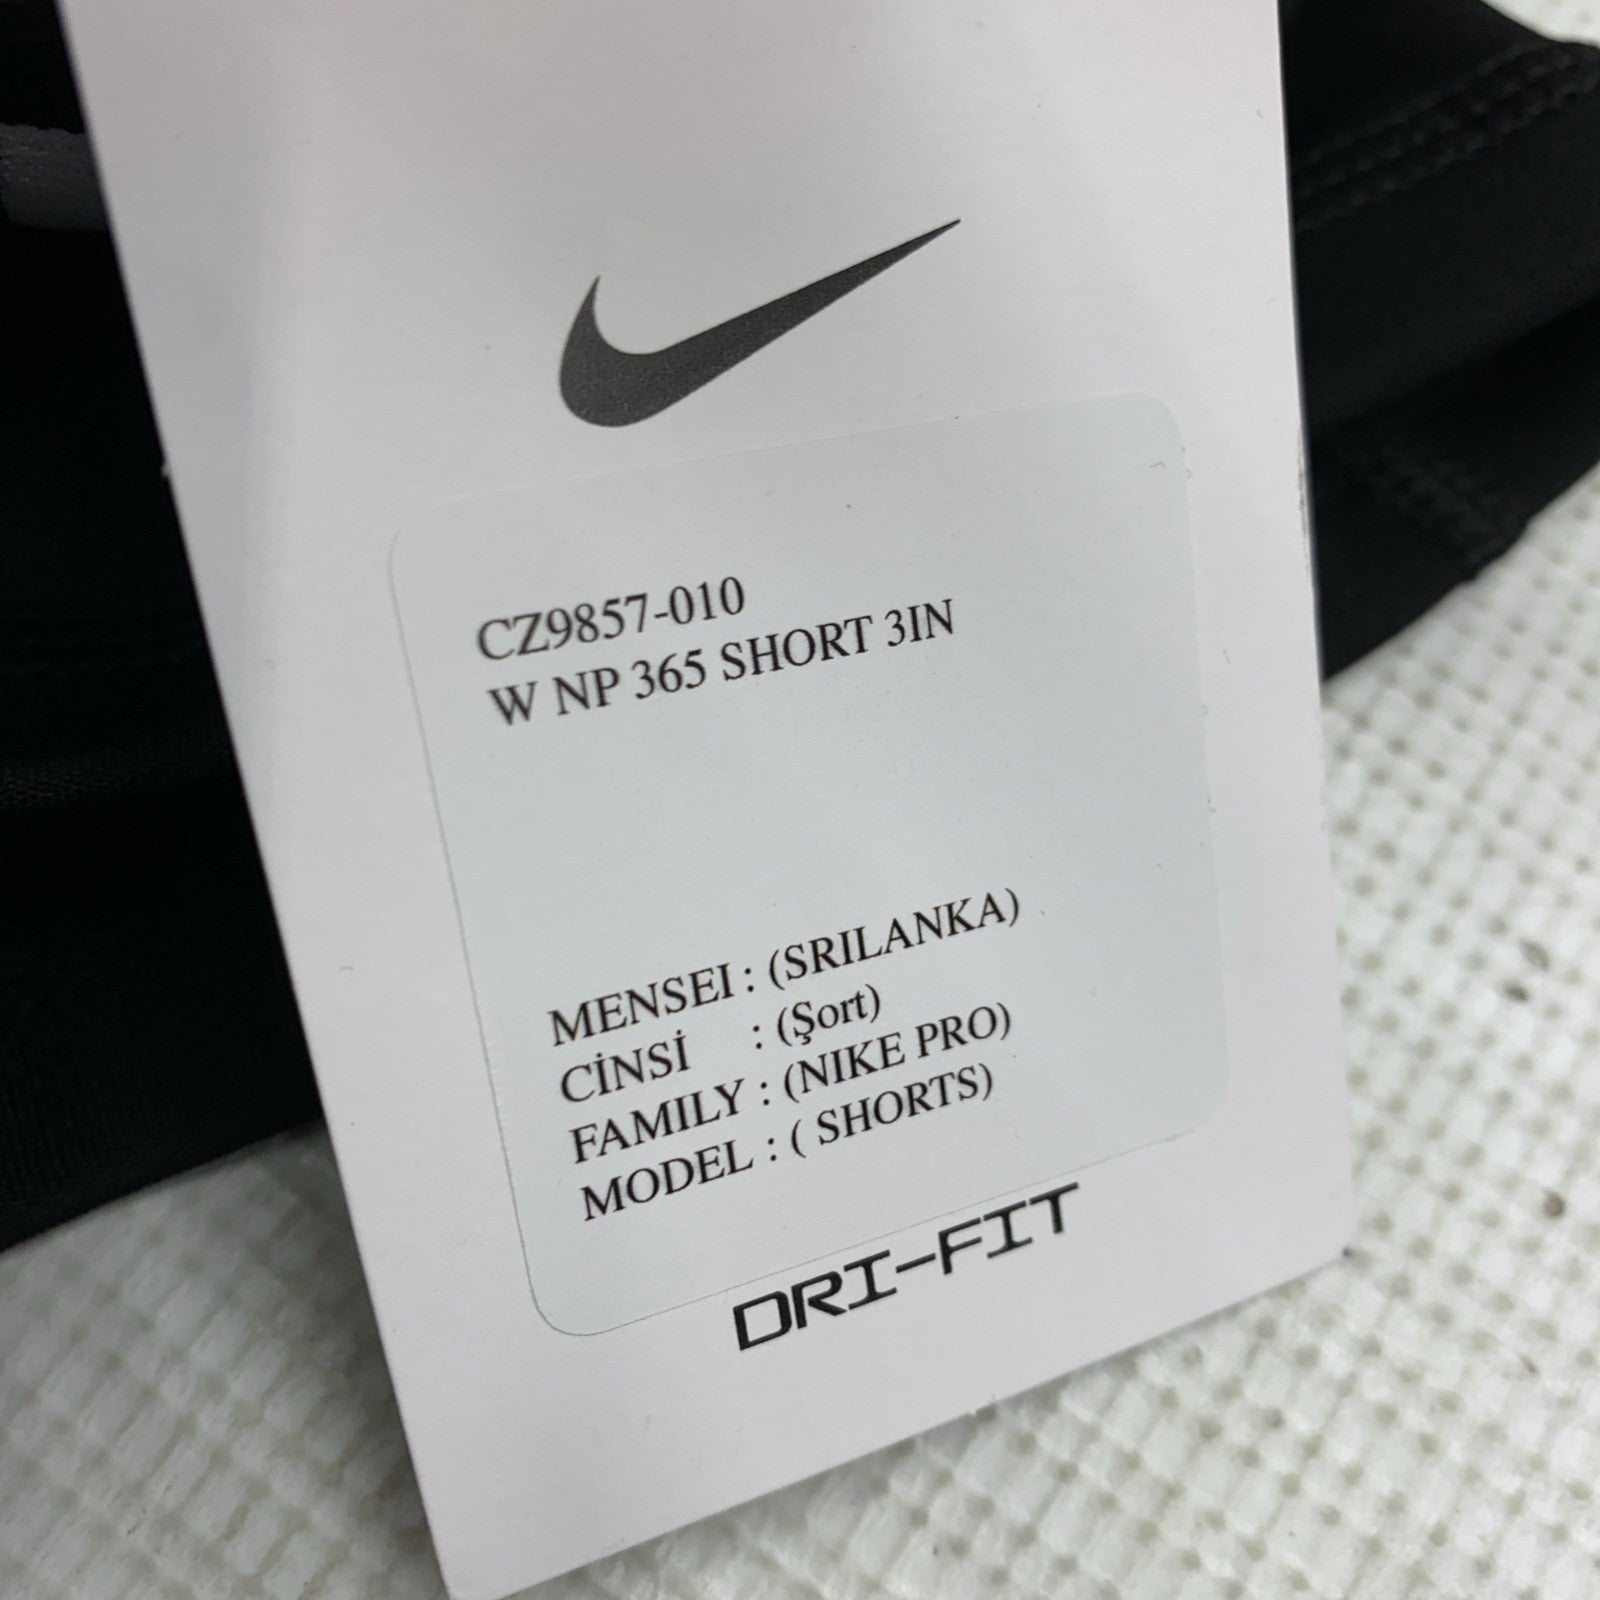 CZ9857-010
W NP 365 SHORT 3IN
MENSEI : (SRILANKA)
CİNSİ : (Şort)
FAMILY : (NIKE PRO)
MODEL : ( SHORTS)
DRI-FIT